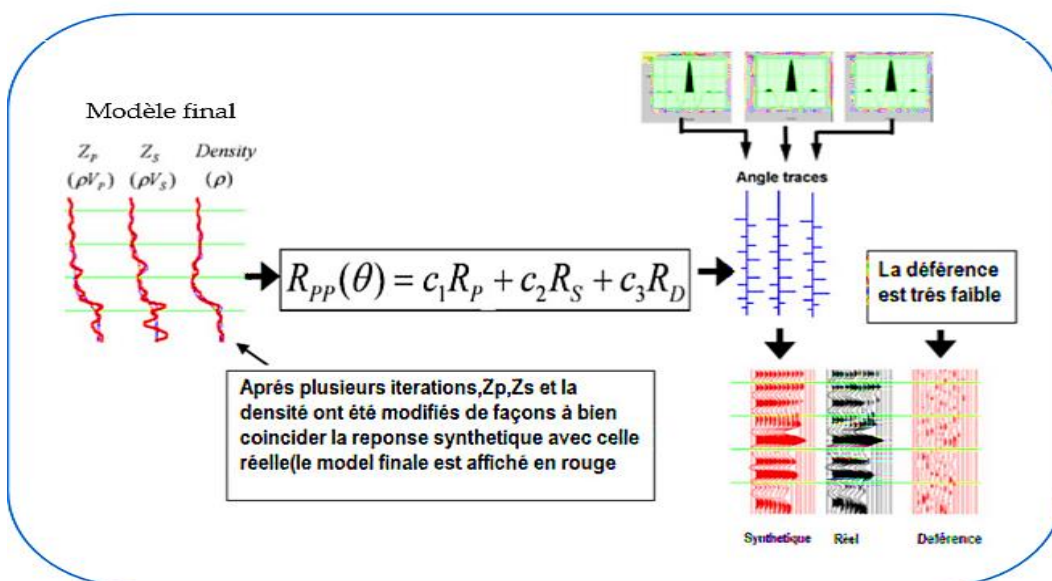 Modèle final
Z_P Z_S Density
(ρV_P) (ρV_S) (ρ)
R_PP(θ) = c_1R_P + c_2R_S + c_3R_D
Angle traces
La déférence
est trés faible
Aprés plusieurs iterations,Zp,Zs et la
densité ont été modifiés de façons à bien
coincider la reponse synthetique avec celle
réelle(le model finale est affiché en rouge
Synthetique Réel Deférence